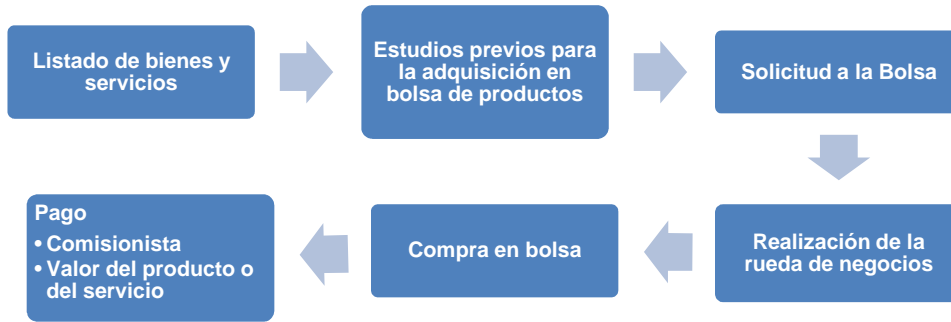 Listado de bienes y
servicios
Estudios previos para
la adquisición en
bolsa de productos
Solicitud a la Bolsa
Realización de la
rueda de negocios
Compra en bolsa
Pago
• Comisionista
• Valor del producto o
del servicio